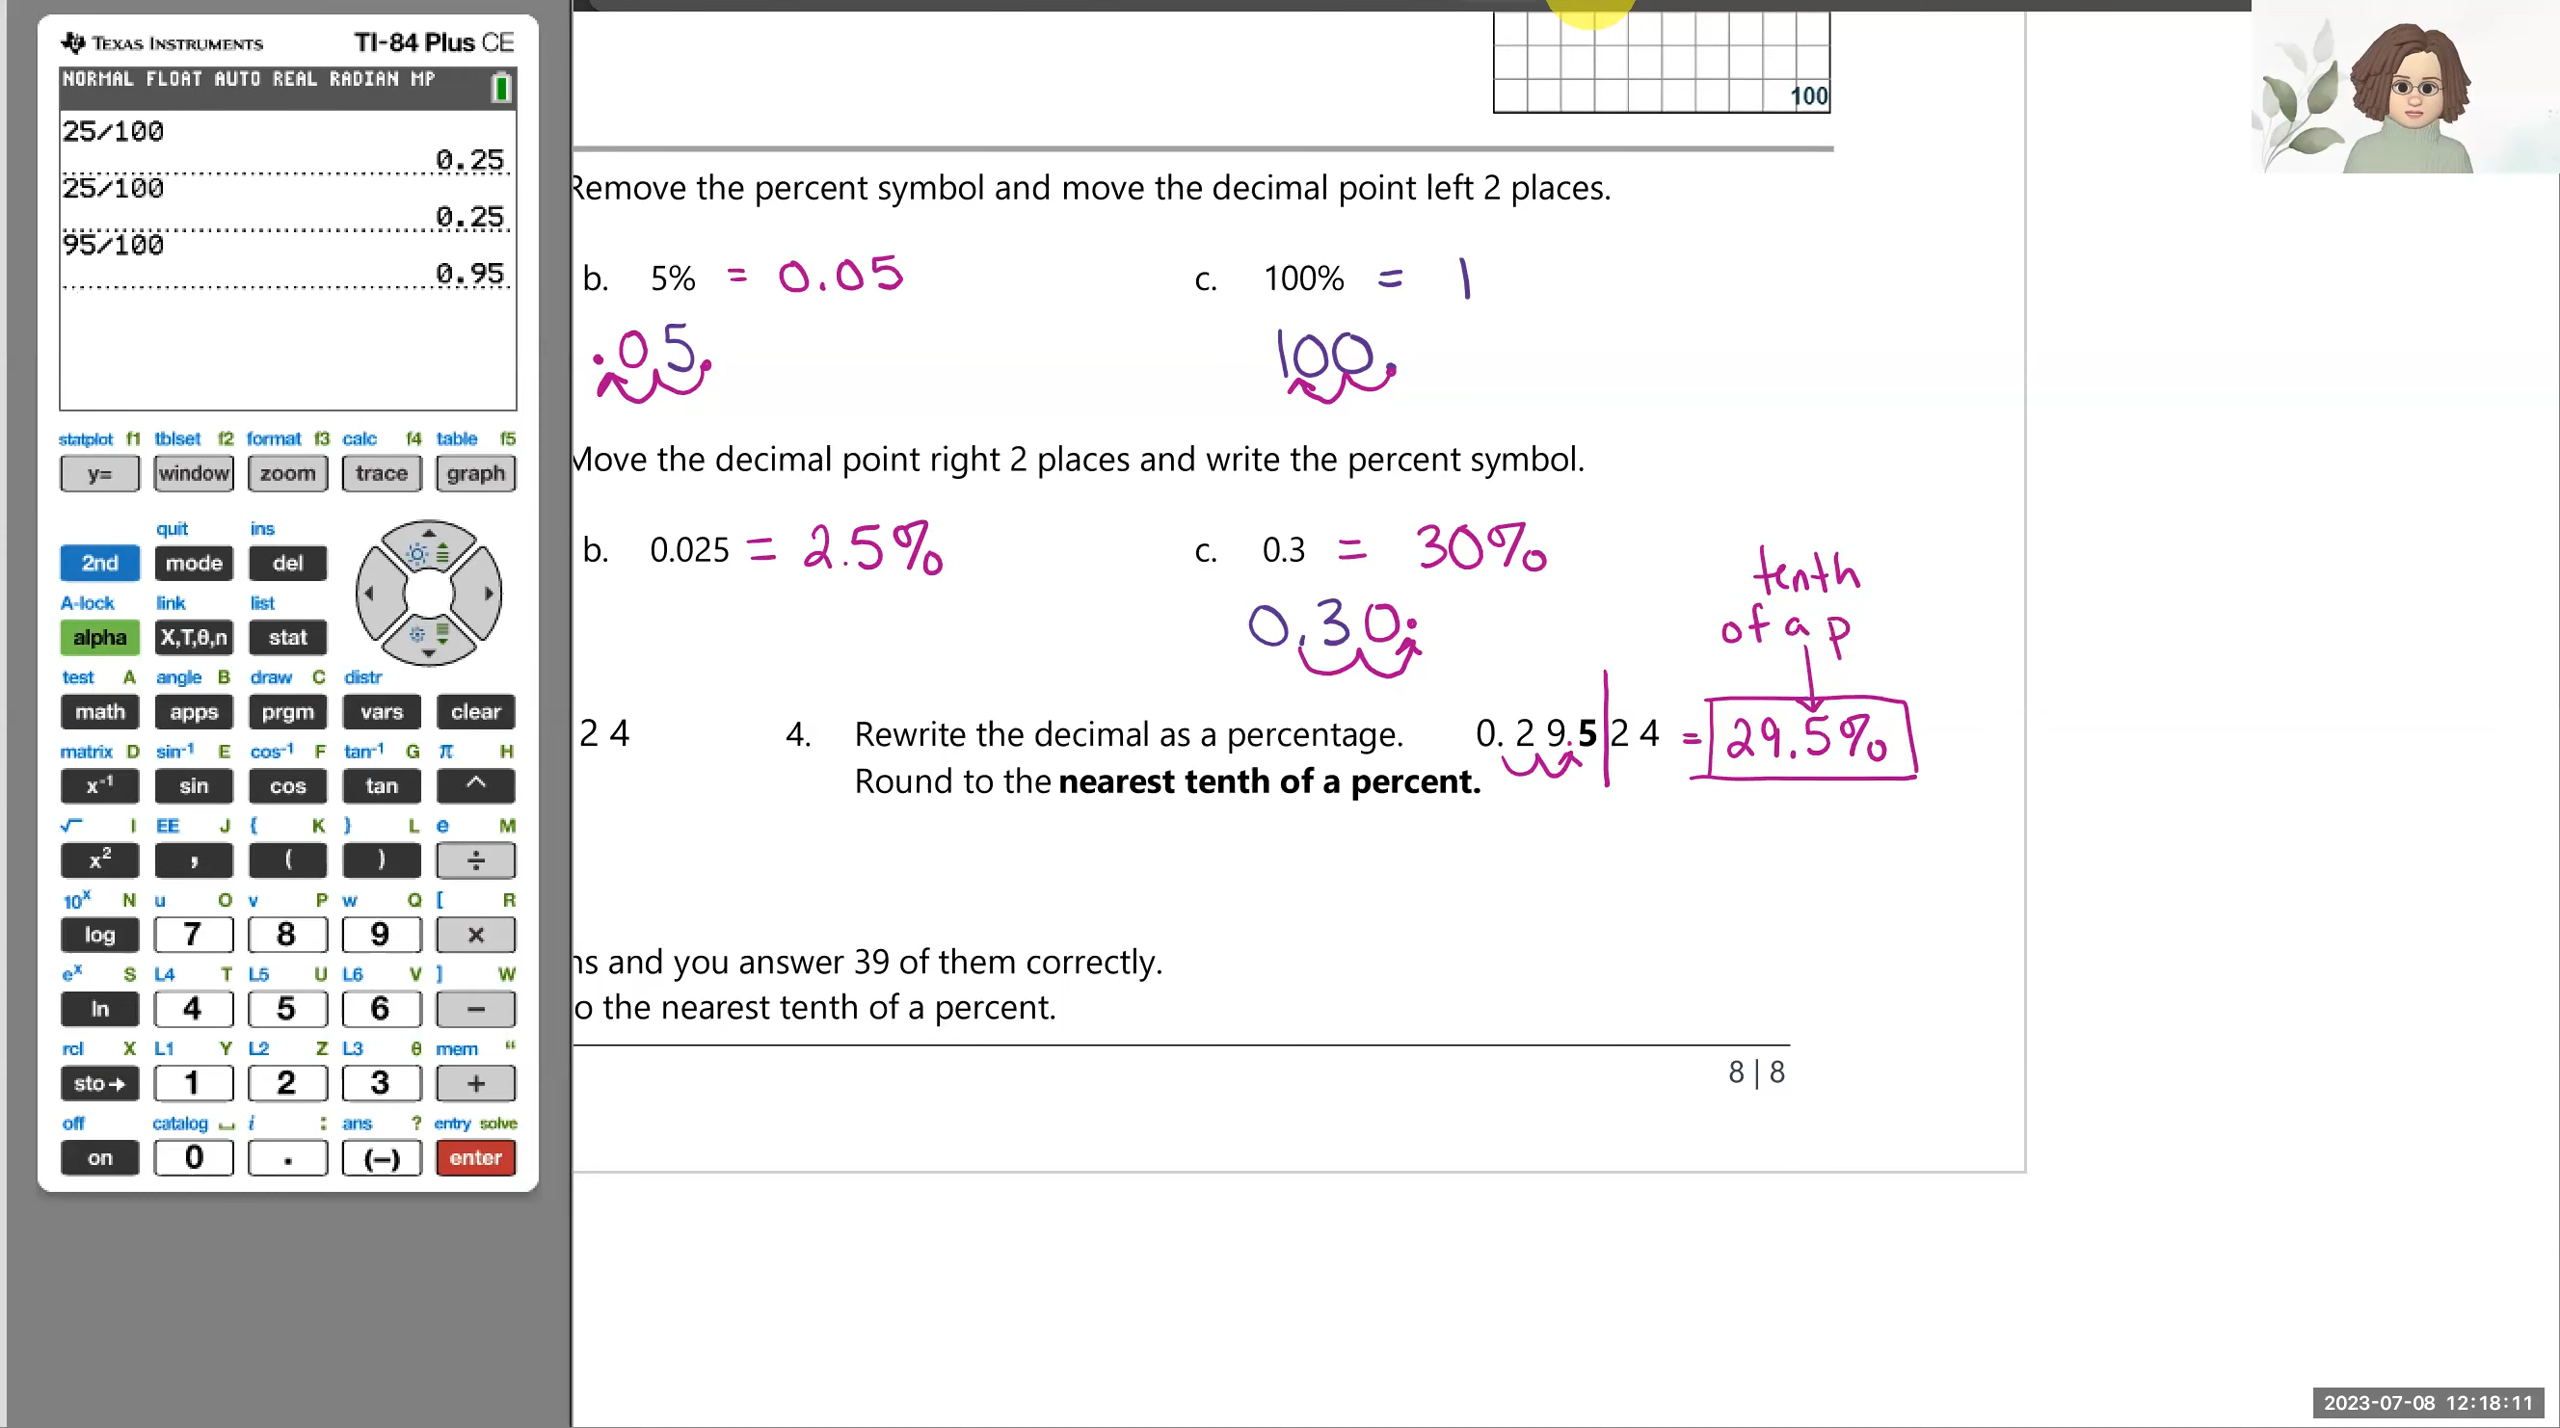 TEXAS INSTRUMENTS TI-84 Plus CE
NORMAL FLOAT AUTO REAL RADIAN MP
25/100
0.25
25/100
0.25
95/100
0.95
statplot f1 tblset f2 format f3 calc f4 table f5
y= window zoom trace graph
quit ins
2nd mode del
A-lock link list
alpha X,T,θ,n stat
test A angle B draw C distr
math apps prgm vars clear
matrix D sin⁻¹ E cos⁻¹ F tan⁻¹ G π H
x⁻¹ sin cos tan ^
√ I EE J { K } L e M
x² , ( ) ÷
10ˣ N u O v P w Q [ R
log 7 8 9 ×
eˣ S L4 T L5 U L6 V ] W
ln 4 5 6 −
rcl X L1 Y L2 Z L3 θ mem "
sto→ 1 2 3 +
off catalog ⎵ i : ans ? entry solve
on 0 . (−) enter
100
Remove the percent symbol and move the decimal point left 2 places.
b. 5% = 0.05 c. 100% = 1
.05. 100.
Move the decimal point right 2 places and write the percent symbol.
b. 0.025 = 2.5% c. 0.3 = 30%
0.30.
tenth
of a p
2 4 4. Rewrite the decimal as a percentage. 0. 2 9.5|2 4 = 29.5%
Round to the nearest tenth of a percent.
ns and you answer 39 of them correctly.
o the nearest tenth of a percent.
8 | 8
2023-07-08 12:18:11